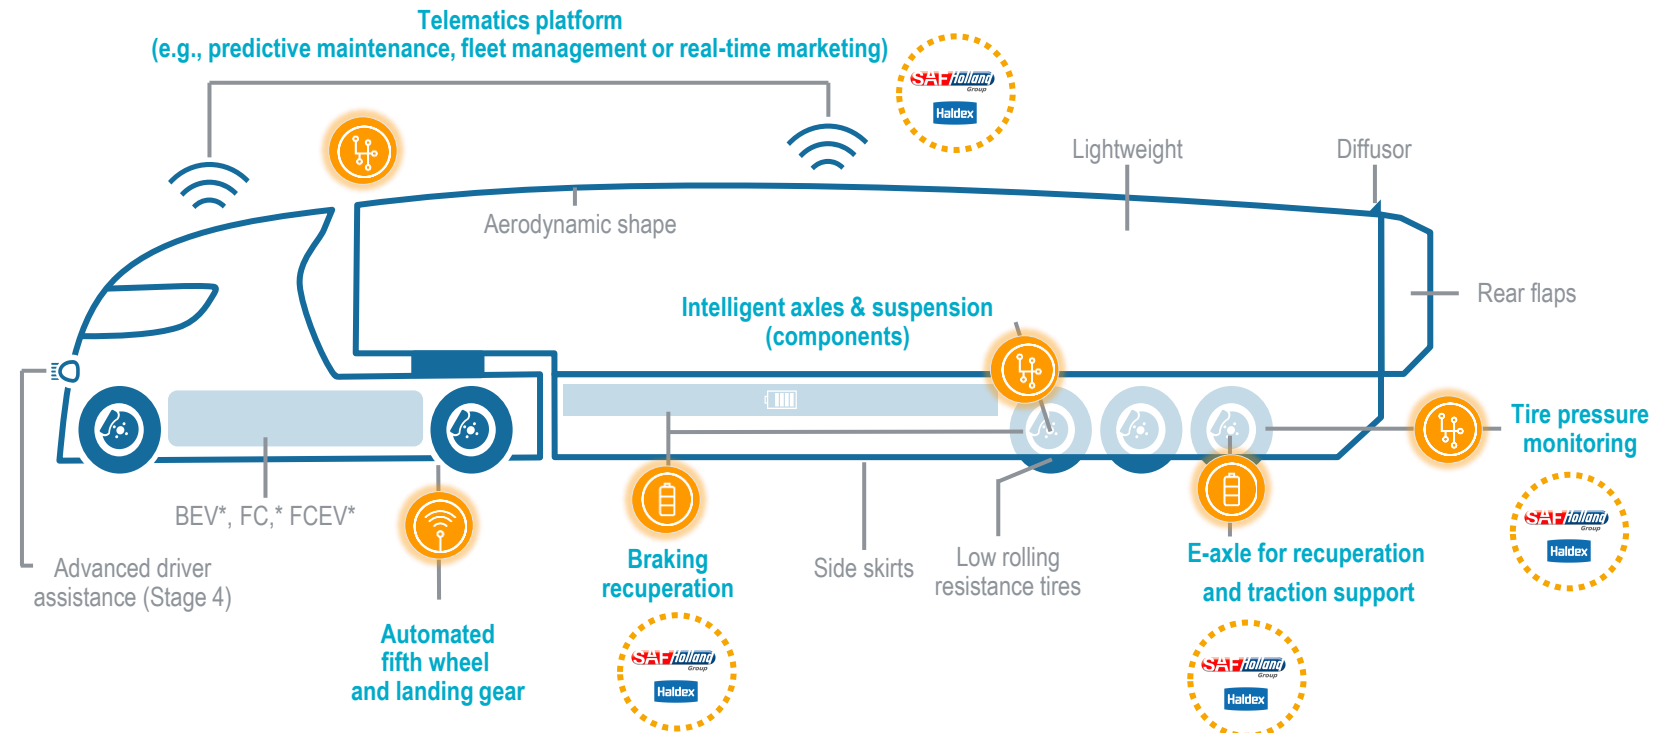 Telematics platform
(e.g., predictive maintenance, fleet management or real-time marketing)
SAF Holland
Group
Haldex
Lightweight
Diffusor
Aerodynamic shape
Rear flaps
Intelligent axles & suspension
(components)
Tire pressure
monitoring
SAF Holland
Group
Haldex
BEV*, FC,* FCEV*
Advanced driver
assistance (Stage 4)
Automated
fifth wheel
and landing gear
Braking
recuperation
SAF Holland
Group
Haldex
Side skirts
Low rolling
resistance tires
E-axle for recuperation
and traction support
SAF Holland
Group
Haldex